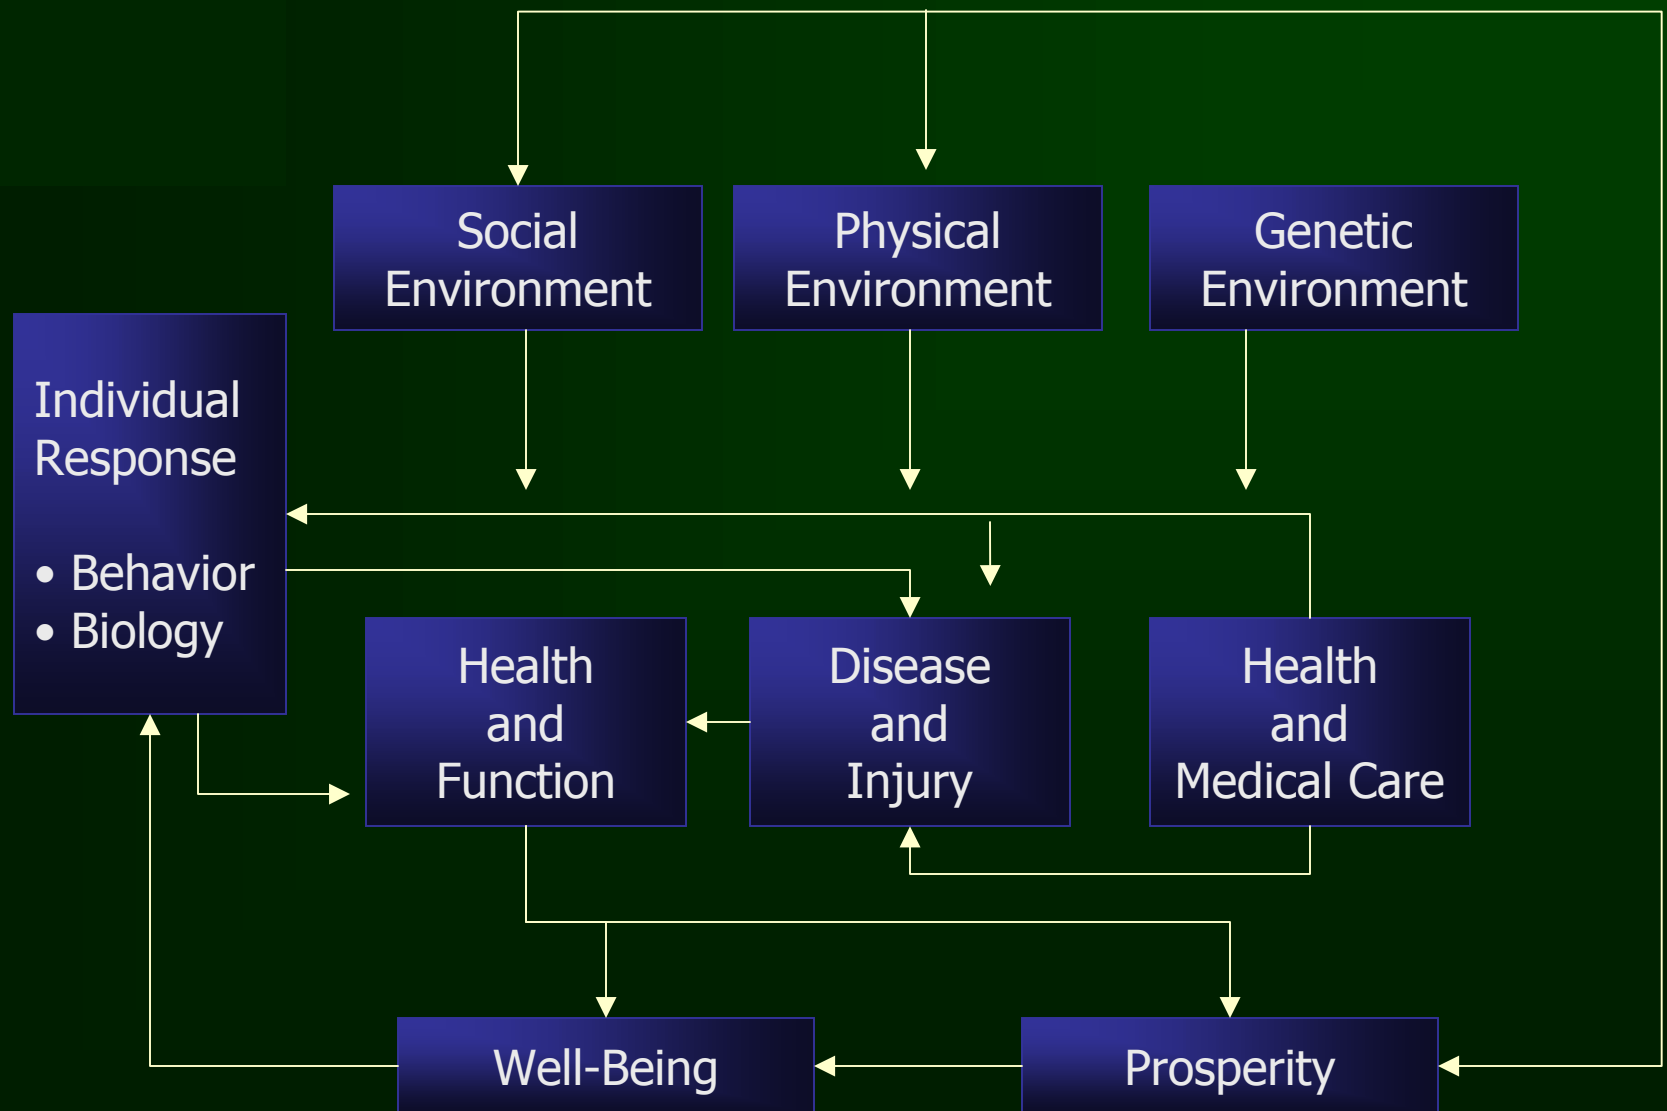 Social
Environment
Physical
Environment
Genetic
Environment
Individual
Response
• Behavior
• Biology
Health
and
Function
Disease
and
Injury
Health
and
Medical Care
Well-Being
Prosperity